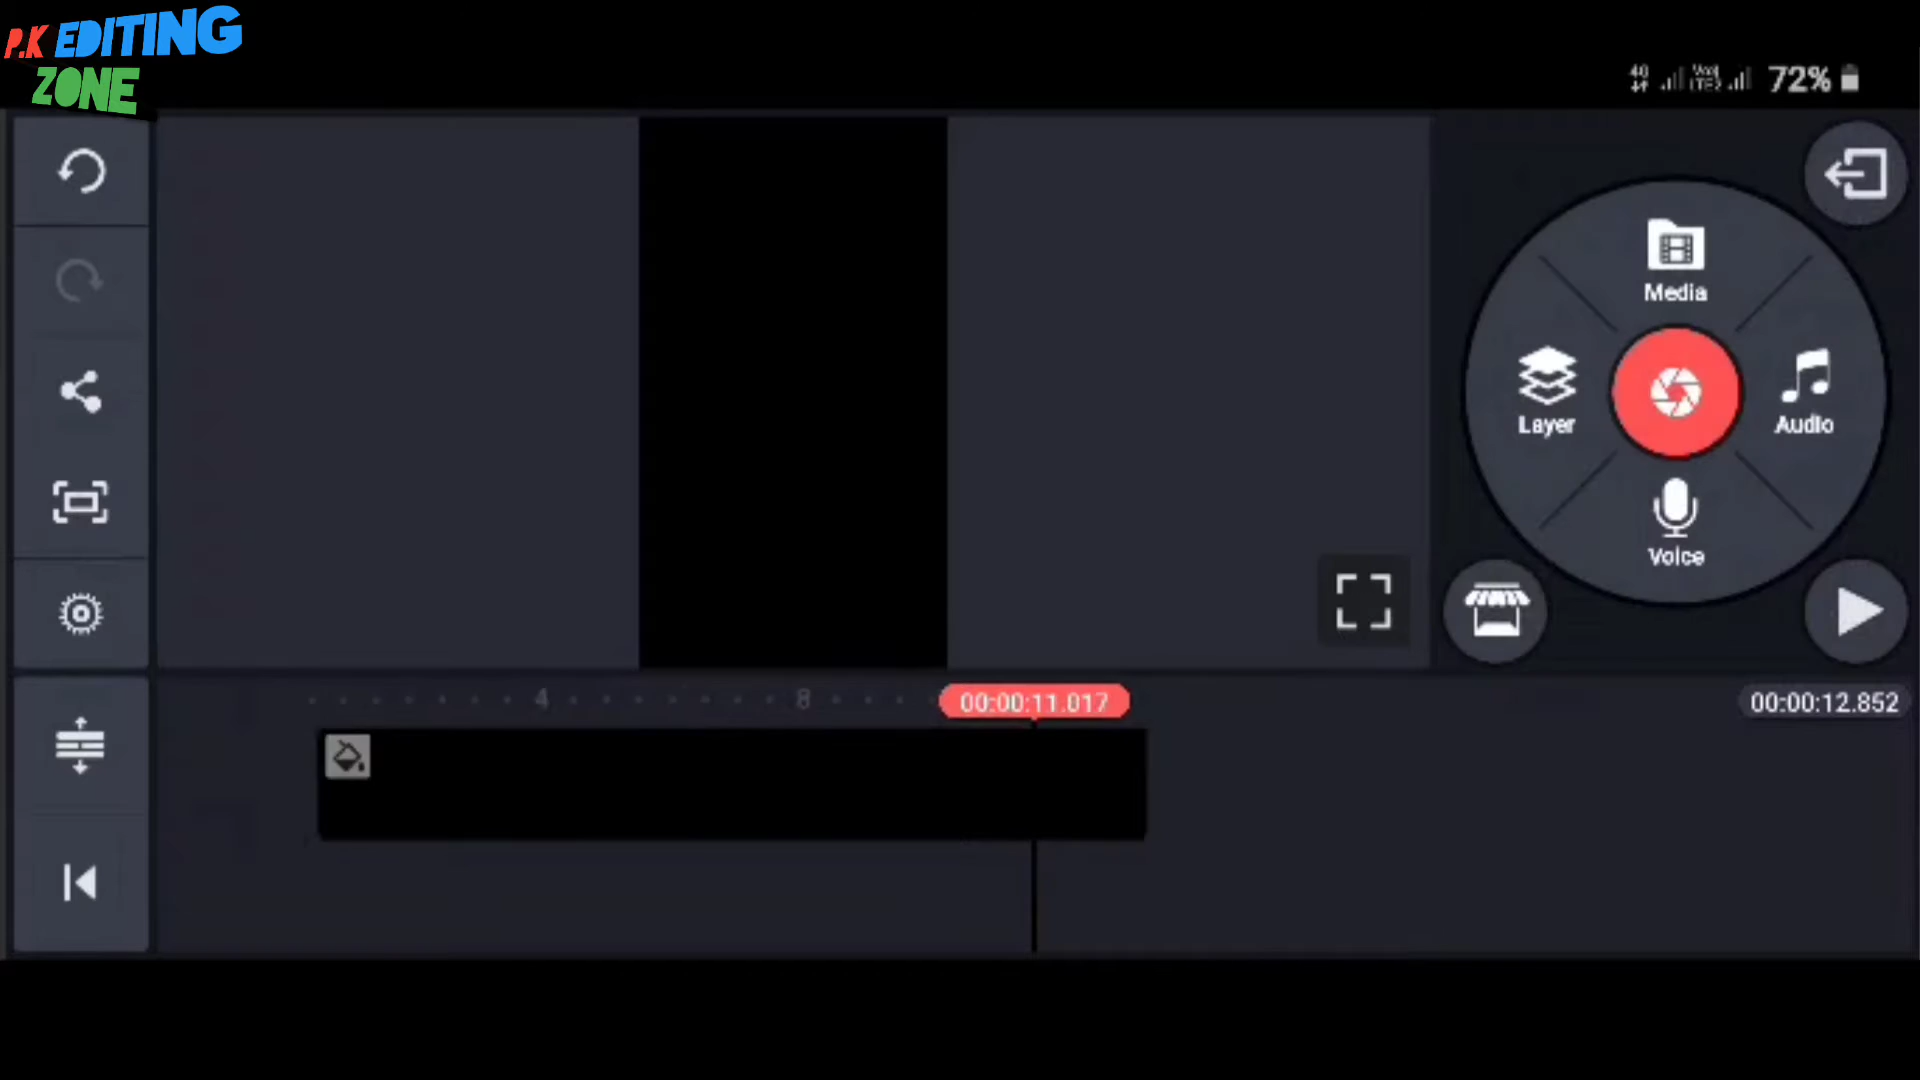 P.K EDITING
ZONE
72%
Media
Layer
Audio
Voice
4
8
00:00:11.017
00:00:12.852